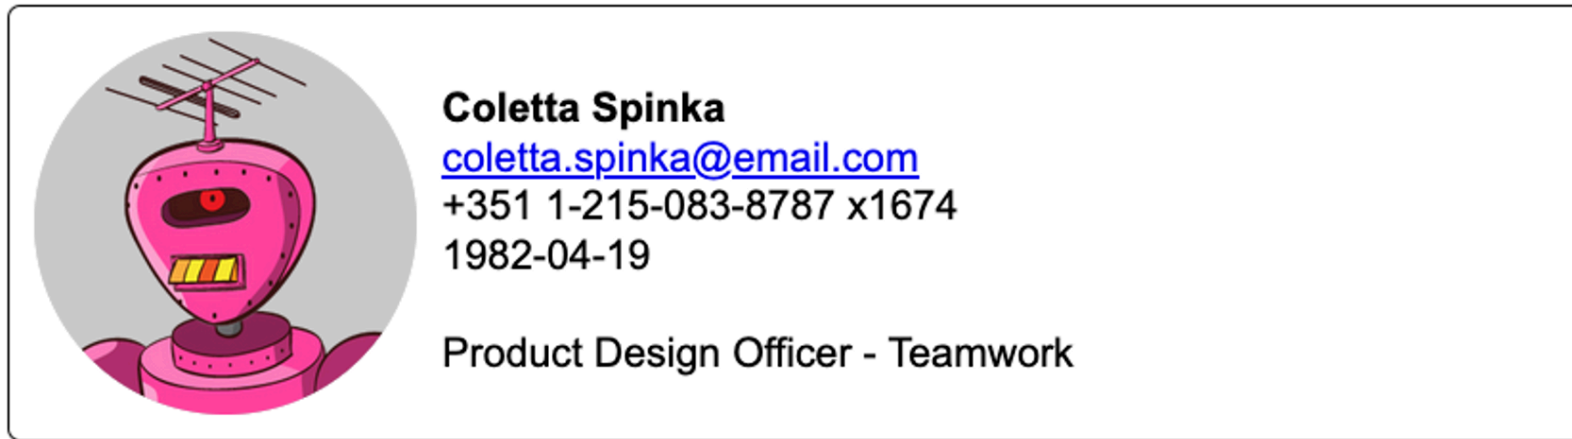 Coletta Spinka
coletta.spinka@email.com
+351 1-215-083-8787 x1674
1982-04-19
Product Design Officer - Teamwork